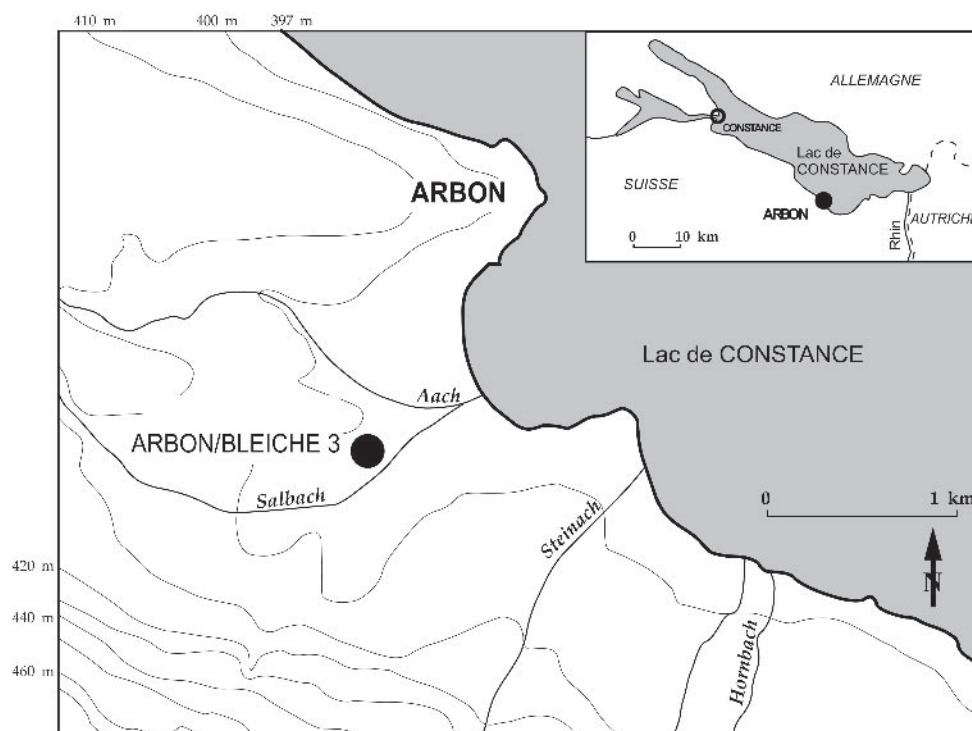 410 m
400 m
397 m
ALLEMAGNE
CONSTANCE
Lac de
CONSTANCE
SUISSE
ARBON
AUTRICHE
Rhin
0 10 km
ARBON
Lac de CONSTANCE
Aach
ARBON/BLEICHE 3
Salbach
Steinach
0 1 km
N
Hornbach
420 m
440 m
460 m